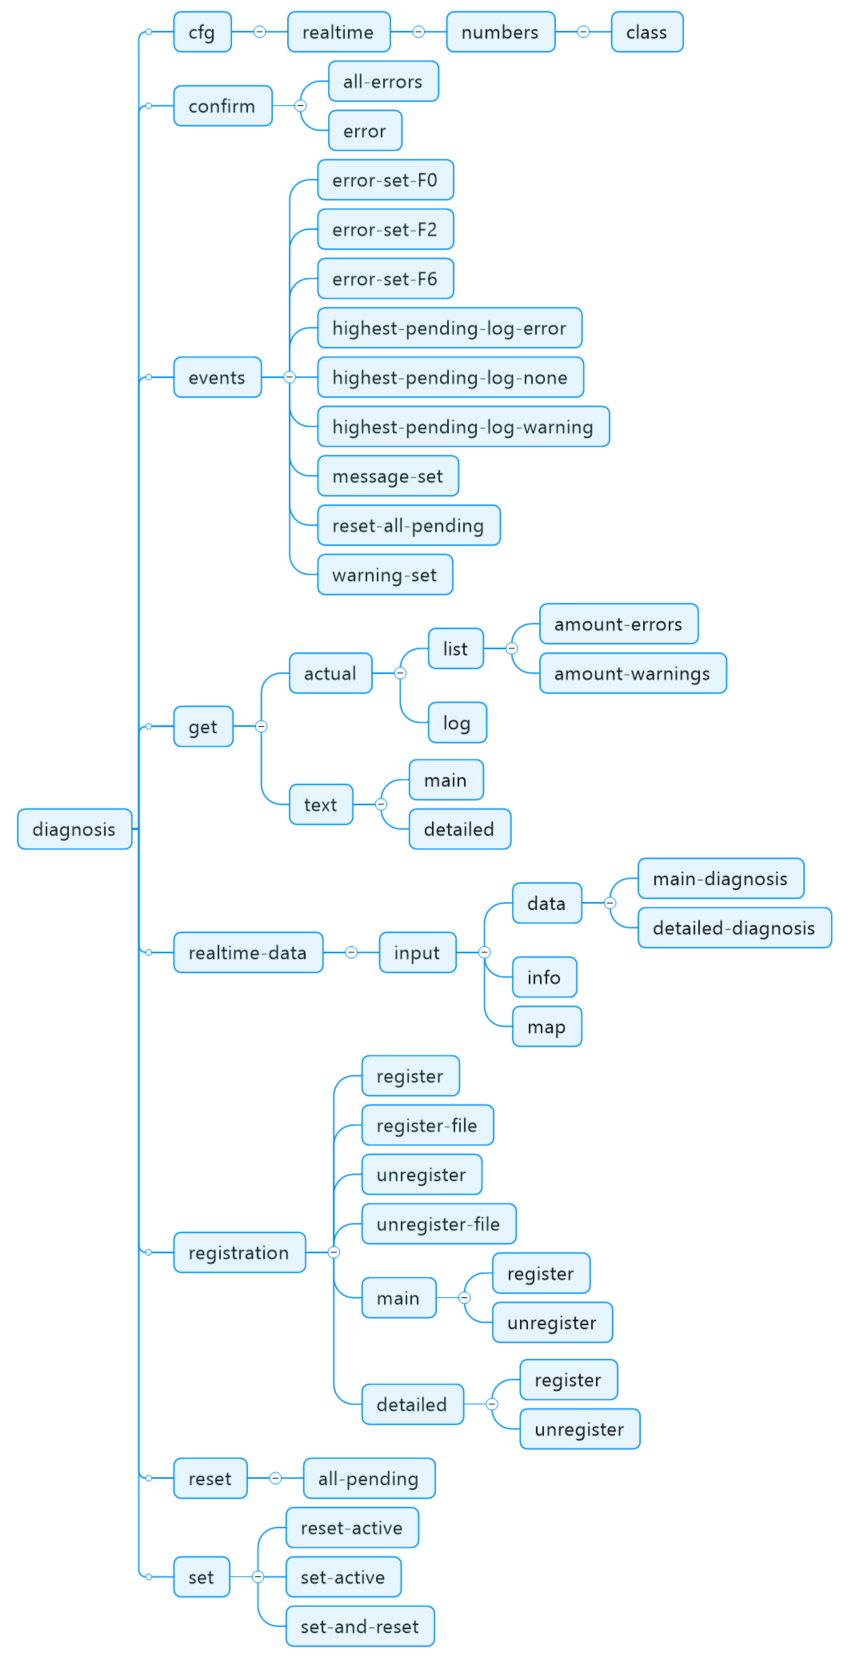 cfg
realtime
numbers
class
confirm
all-errors
error
events
error-set-F0
error-set-F2
error-set-F6
highest-pending-log-error
highest-pending-log-none
highest-pending-log-warning
message-set
reset-all-pending
warning-set
get
actual
list
amount-errors
amount-warnings
log
text
main
detailed
diagnosis
realtime-data
input
data
main-diagnosis
detailed-diagnosis
info
map
registration
register
register-file
unregister
unregister-file
main
register
unregister
detailed
register
unregister
reset
all-pending
set
reset-active
set-active
set-and-reset